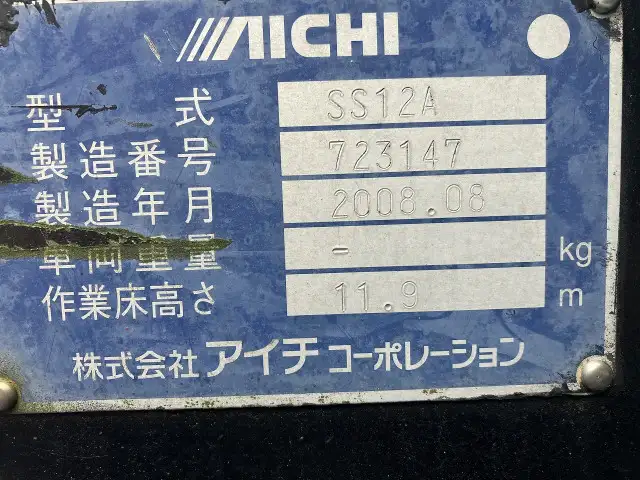 AICHI
型式 SS12A
製造番号 723147
製造年月 2008.08
車両重量 - kg
作業床高さ 11.9 m
株式会社アイチコーポレーション